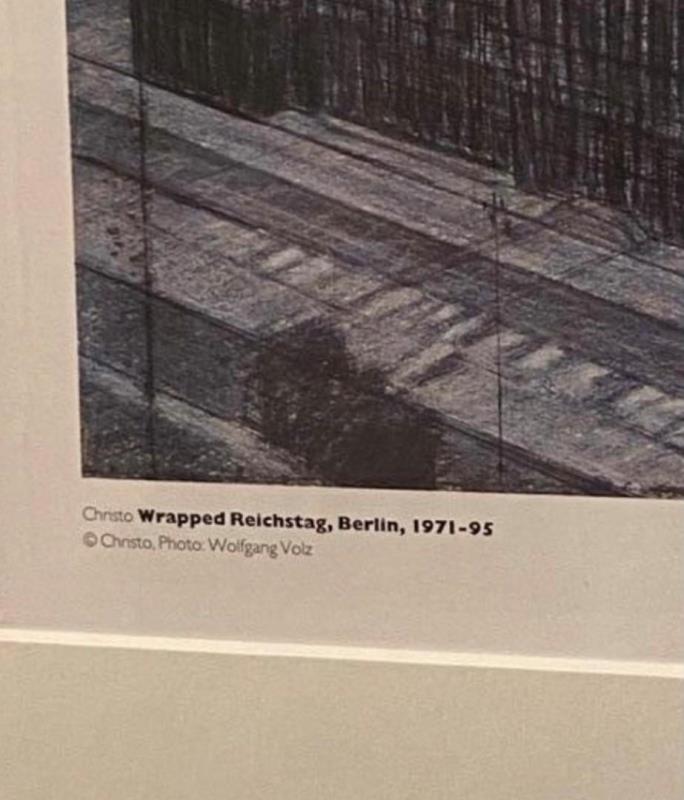 Christo Wrapped Reichstag, Berlin, 1971-95
© Christo, Photo: Wolfgang Volz